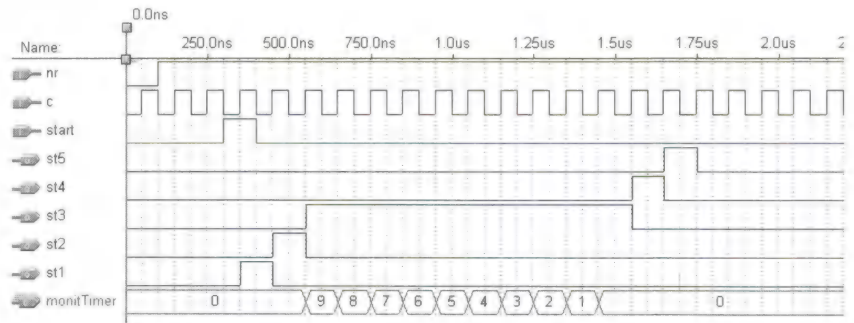 0.0ns
Name: 250.0ns 500.0ns 750.0ns 1.0us 1.25us 1.5us 1.75us 2.0us 2
nr
c
start
st5
st4
st3
st2
st1
monitTimer 0 9 8 7 6 5 4 3 2 1 0